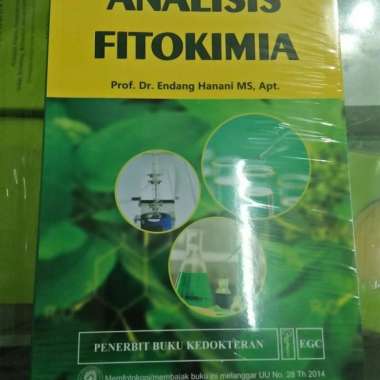 ANALISIS
FITOKIMIA
Prof. Dr. Endang Hanani MS, Apt.
PENERBIT BUKU KEDOKTERAN
EGC
Memfotokopi/membajak buku ini melanggar UU No. 28 Th 2014